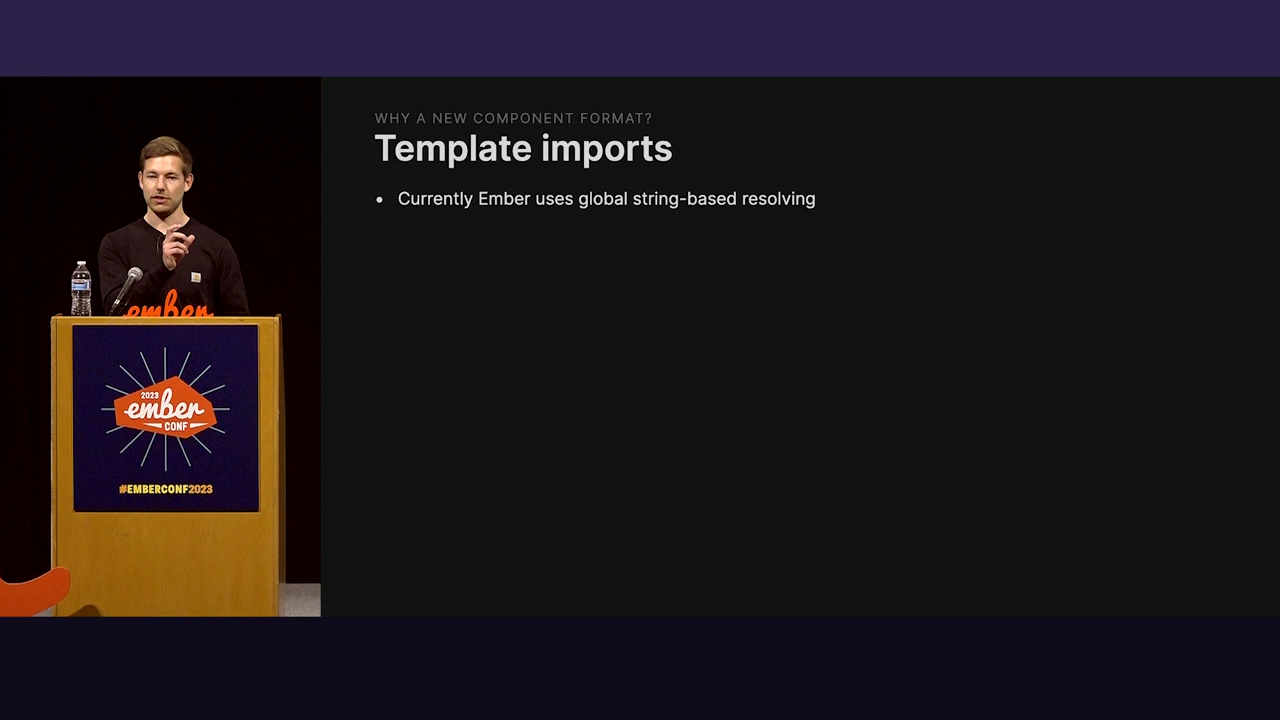 WHY A NEW COMPONENT FORMAT?
Template imports
• Currently Ember uses global string-based resolving
ember
2023
ember
CONF
#EMBERCONF2023